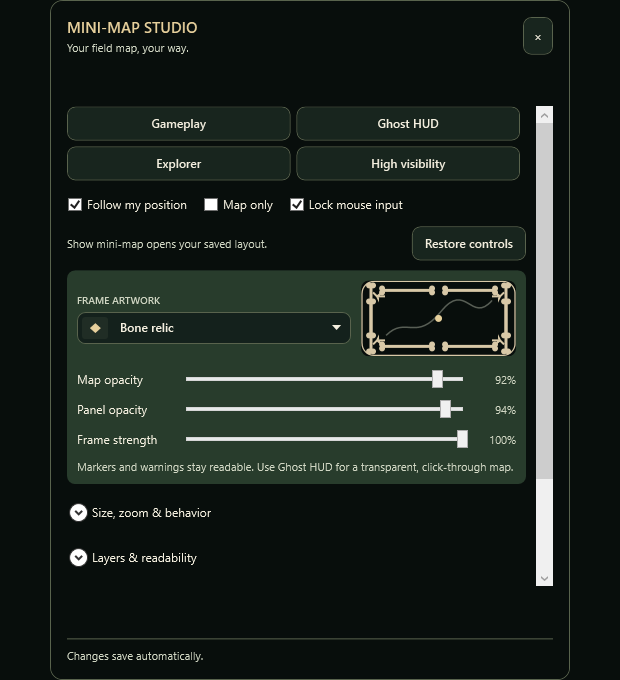 MINI-MAP STUDIO
Your field map, your way.
×
Gameplay
Ghost HUD
Explorer
High visibility
Follow my position
Map only
Lock mouse input
Show mini-map opens your saved layout.
Restore controls
FRAME ARTWORK
Bone relic
Map opacity 92%
Panel opacity 94%
Frame strength 100%
Markers and warnings stay readable. Use Ghost HUD for a transparent, click-through map.
Size, zoom & behavior
Layers & readability
Changes save automatically.